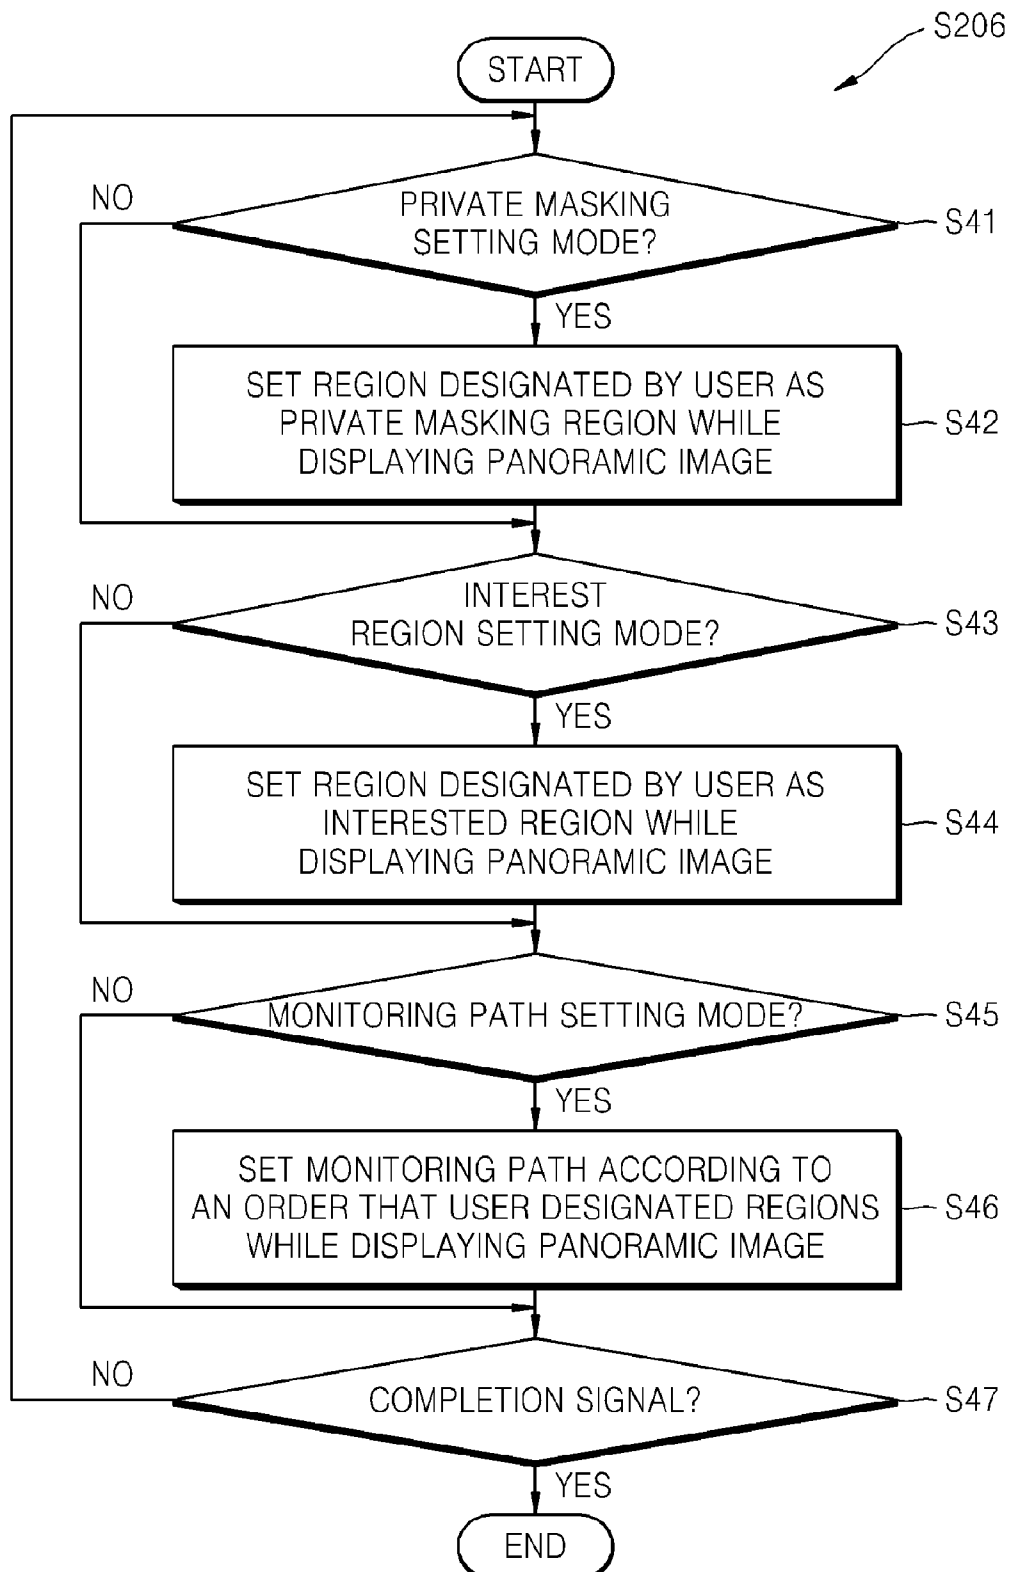 S206
START
NO
PRIVATE MASKING
SETTING MODE?
S41
YES
SET REGION DESIGNATED BY USER AS
PRIVATE MASKING REGION WHILE
DISPLAYING PANORAMIC IMAGE
S42
NO
INTEREST
REGION SETTING MODE?
S43
YES
SET REGION DESIGNATED BY USER AS
INTERESTED REGION WHILE
DISPLAYING PANORAMIC IMAGE
S44
NO
MONITORING PATH SETTING MODE?
S45
YES
SET MONITORING PATH ACCORDING TO
AN ORDER THAT USER DESIGNATED REGIONS
WHILE DISPLAYING PANORAMIC IMAGE
S46
NO
COMPLETION SIGNAL?
S47
YES
END